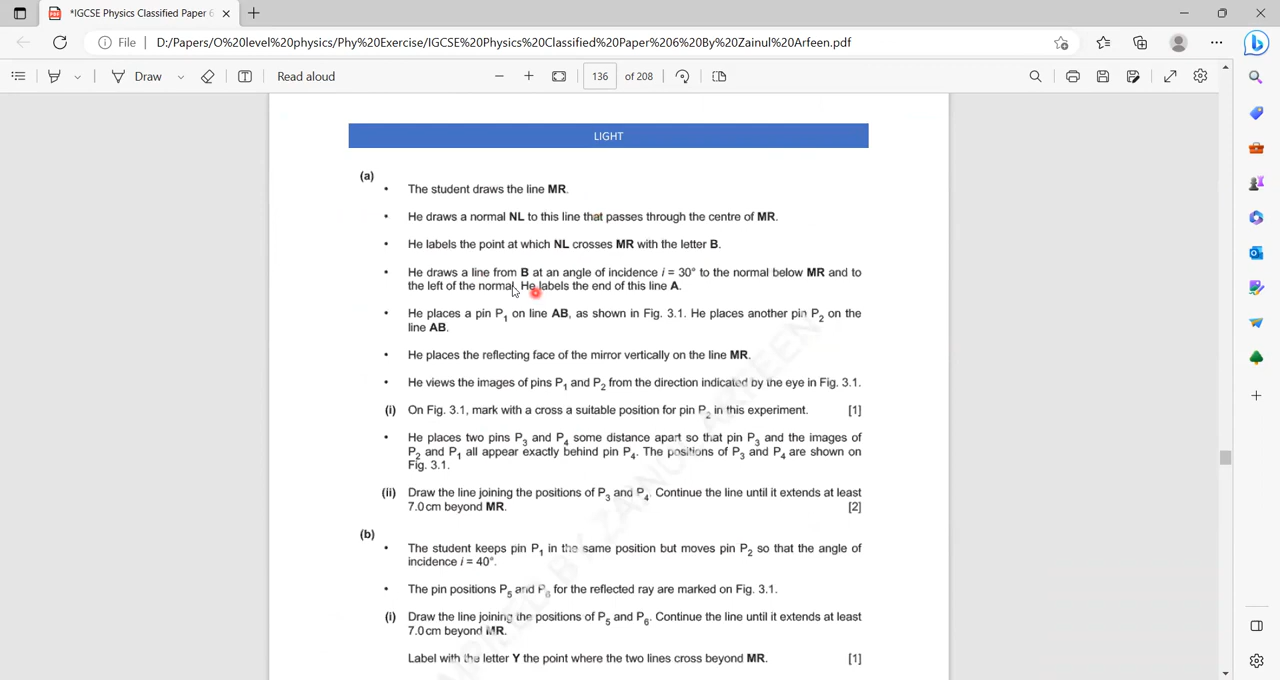 *IGCSE Physics Classified Paper 6
File
D:/Papers/O%20level%20physics/Phy%20Exercise/IGCSE%20Physics%20Classified%20Paper%206%20By%20Zainul%20Arfeen.pdf
Draw
Read aloud
136 of 208
LIGHT
(a)
• The student draws the line MR.
• He draws a normal NL to this line that passes through the centre of MR.
• He labels the point at which NL crosses MR with the letter B.
• He draws a line from B at an angle of incidence i = 30° to the normal below MR and to
the left of the normal. He labels the end of this line A.
• He places a pin P1 on line AB, as shown in Fig. 3.1. He places another pin P2 on the
line AB.
• He places the reflecting face of the mirror vertically on the line MR.
• He views the images of pins P1 and P2 from the direction indicated by the eye in Fig. 3.1.
(i) On Fig. 3.1, mark with a cross a suitable position for pin P2 in this experiment. [1]
• He places two pins P3 and P4 some distance apart so that pin P3 and the images of
P2 and P1 all appear exactly behind pin P4. The positions of P3 and P4 are shown on
Fig. 3.1.
(ii) Draw the line joining the positions of P3 and P4. Continue the line until it extends at least
7.0 cm beyond MR. [2]
(b)
• The student keeps pin P1 in the same position but moves pin P2 so that the angle of
incidence i = 40°.
• The pin positions P5 and P6 for the reflected ray are marked on Fig. 3.1.
(i) Draw the line joining the positions of P5 and P6. Continue the line until it extends at least
7.0 cm beyond MR.
Label with the letter Y the point where the two lines cross beyond MR. [1]
PILED BY ZAINUL ARFEEN